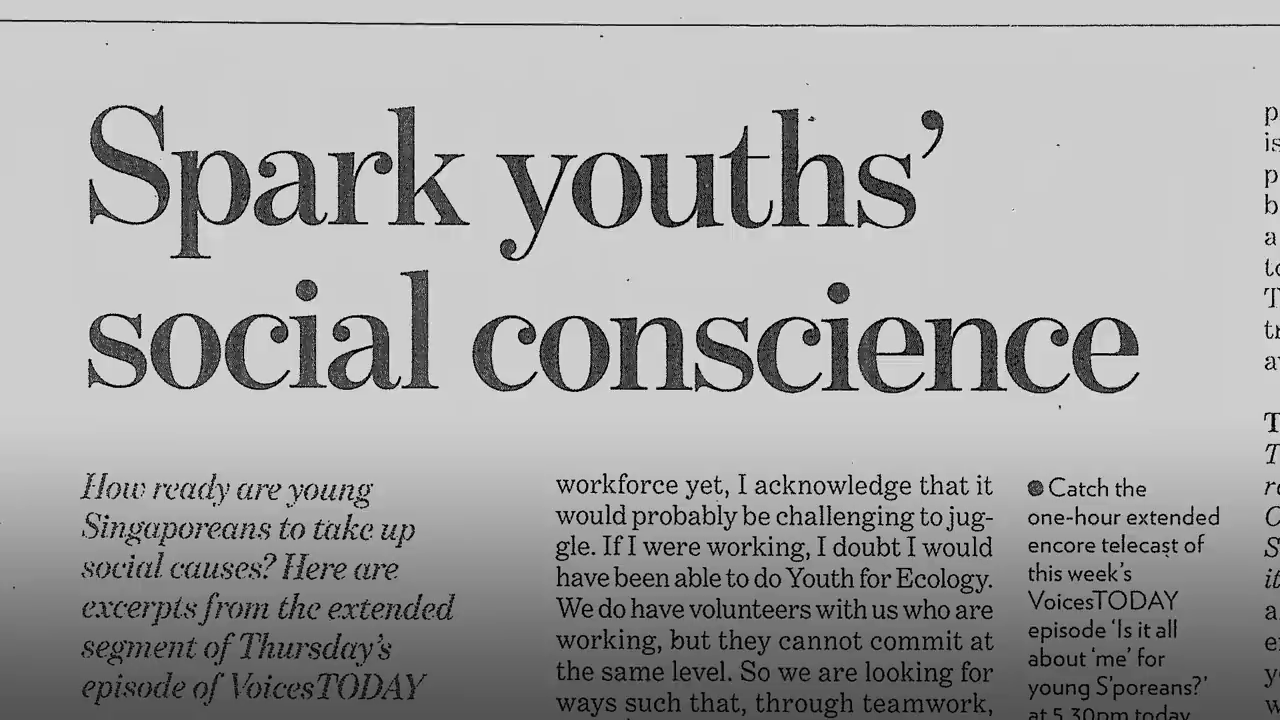 Spark youths’
social conscience
How ready are young
Singaporeans to take up
social causes? Here are
excerpts from the extended
segment of Thursday’s
episode of VoicesTODAY
workforce yet, I acknowledge that it
would probably be challenging to jug-
gle. If I were working, I doubt I would
have been able to do Youth for Ecology.
We do have volunteers with us who are
working, but they cannot commit at
the same level. So we are looking for
ways such that, through teamwork,
● Catch the
one-hour extended
encore telecast of
this week’s
VoicesTODAY
episode ‘Is it all
about ‘me’ for
young S’poreans?’
at 5.30pm today